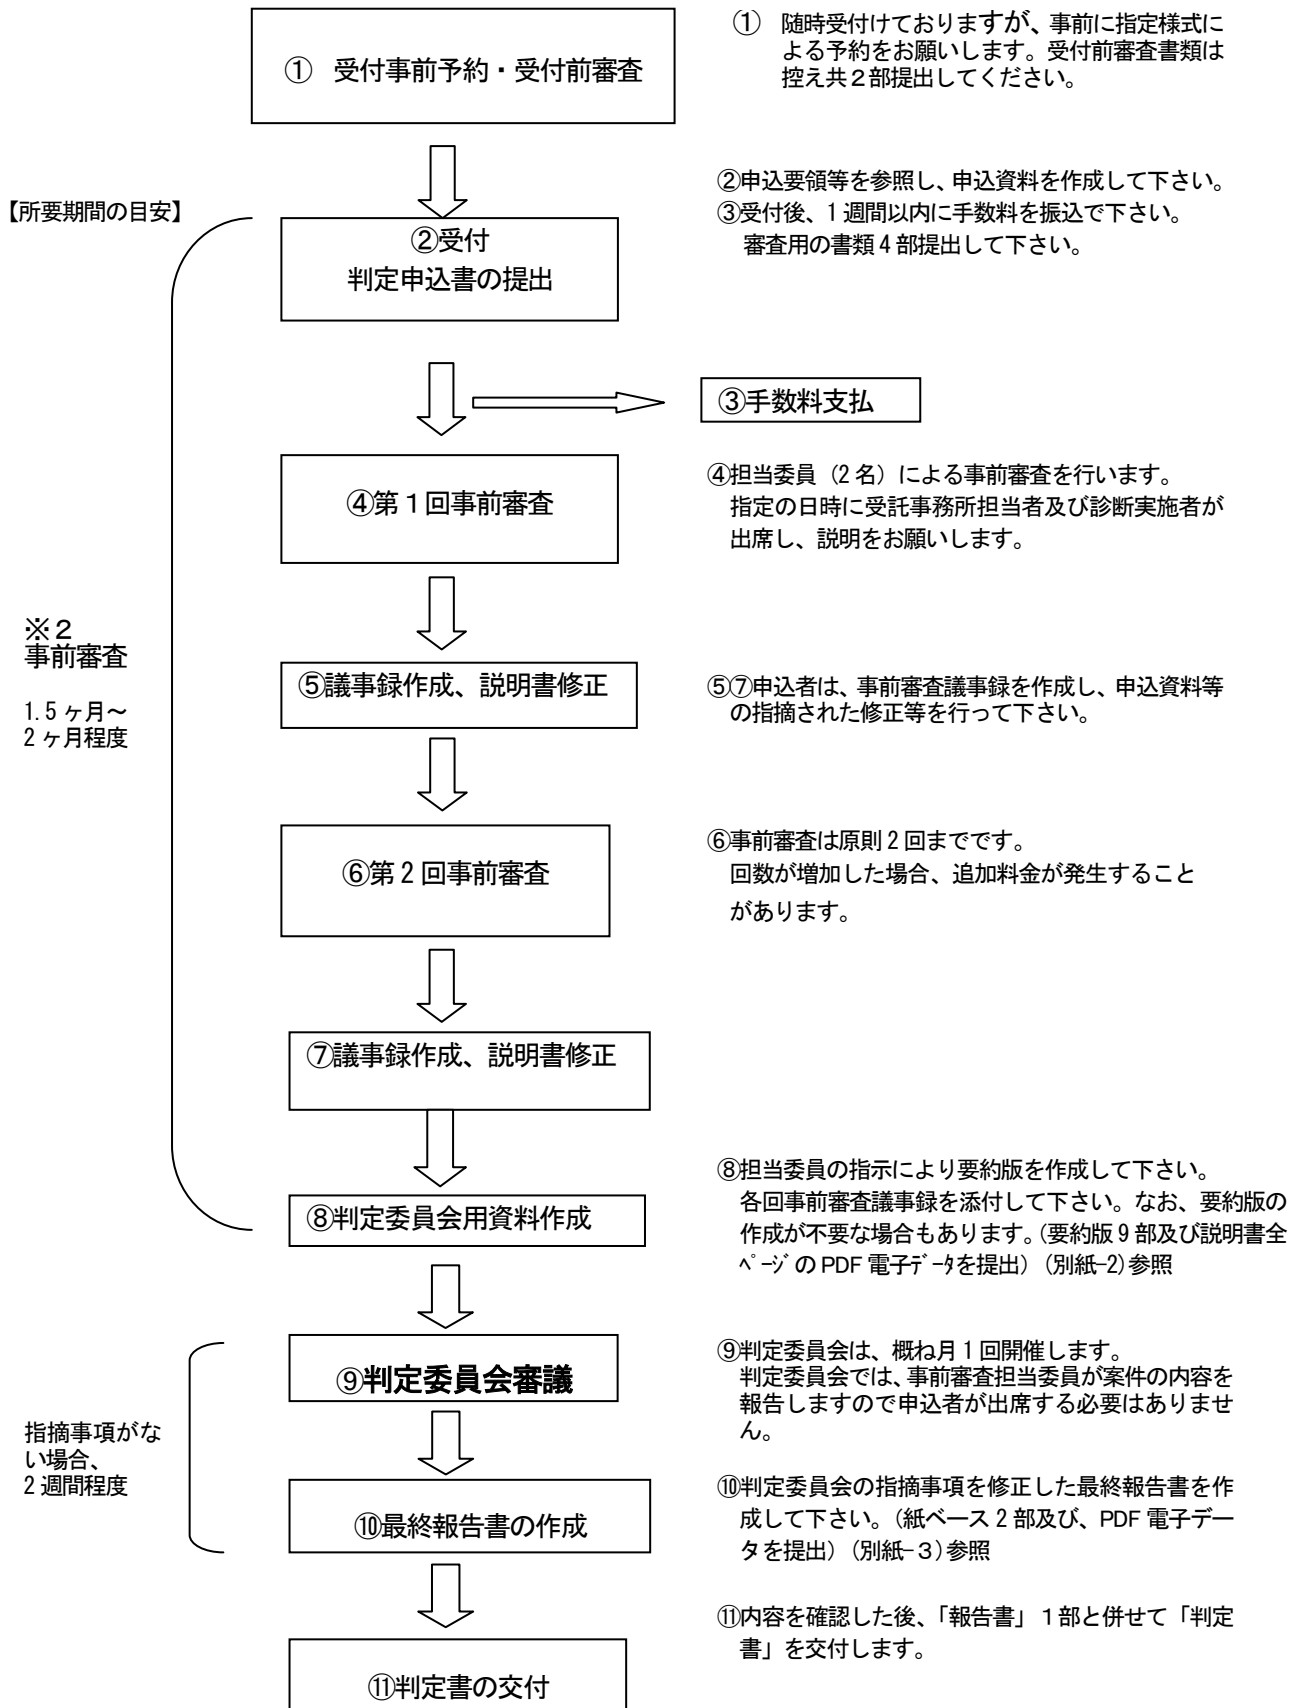 ① 受付事前予約・受付前審査
① 随時受付けておりますが、事前に指定様式に
よる予約をお願いします。受付前審査書類は
控え共２部提出してください。
【所要期間の目安】
②受付
判定申込書の提出
②申込要領等を参照し、申込資料を作成して下さい。
③受付後、1週間以内に手数料を振込で下さい。
審査用の書類4部提出して下さい。
③手数料支払
④第１回事前審査
④担当委員（2名）による事前審査を行います。
指定の日時に受託事務所担当者及び診断実施者が
出席し、説明をお願いします。
※２
事前審査
1.5ヶ月～
2ヶ月程度
⑤議事録作成、説明書修正
⑤⑦申込者は、事前審査議事録を作成し、申込資料等
の指摘された修正等を行って下さい。
⑥第2回事前審査
⑥事前審査は原則2回までです。
回数が増加した場合、追加料金が発生すること
があります。
⑦議事録作成、説明書修正
⑧判定委員会用資料作成
⑧担当委員の指示により要約版を作成して下さい。
各回事前審査議事録を添付して下さい。なお、要約版の
作成が不要な場合もあります。(要約版9部及び説明書全
ﾍﾟｰｼﾞのPDF電子ﾃﾞｰﾀを提出）(別紙-2)参照
⑨判定委員会審議
⑨判定委員会は、概ね月1回開催します。
判定委員会では、事前審査担当委員が案件の内容を
報告しますので申込者が出席する必要はありませ
ん。
指摘事項がな
い場合、
2週間程度
⑩最終報告書の作成
⑩判定委員会の指摘事項を修正した最終報告書を作
成して下さい。(紙ベース2部及び、PDF電子デー
タを提出）(別紙-３)参照
⑪判定書の交付
⑪内容を確認した後、「報告書」１部と併せて「判定
書」を交付します。